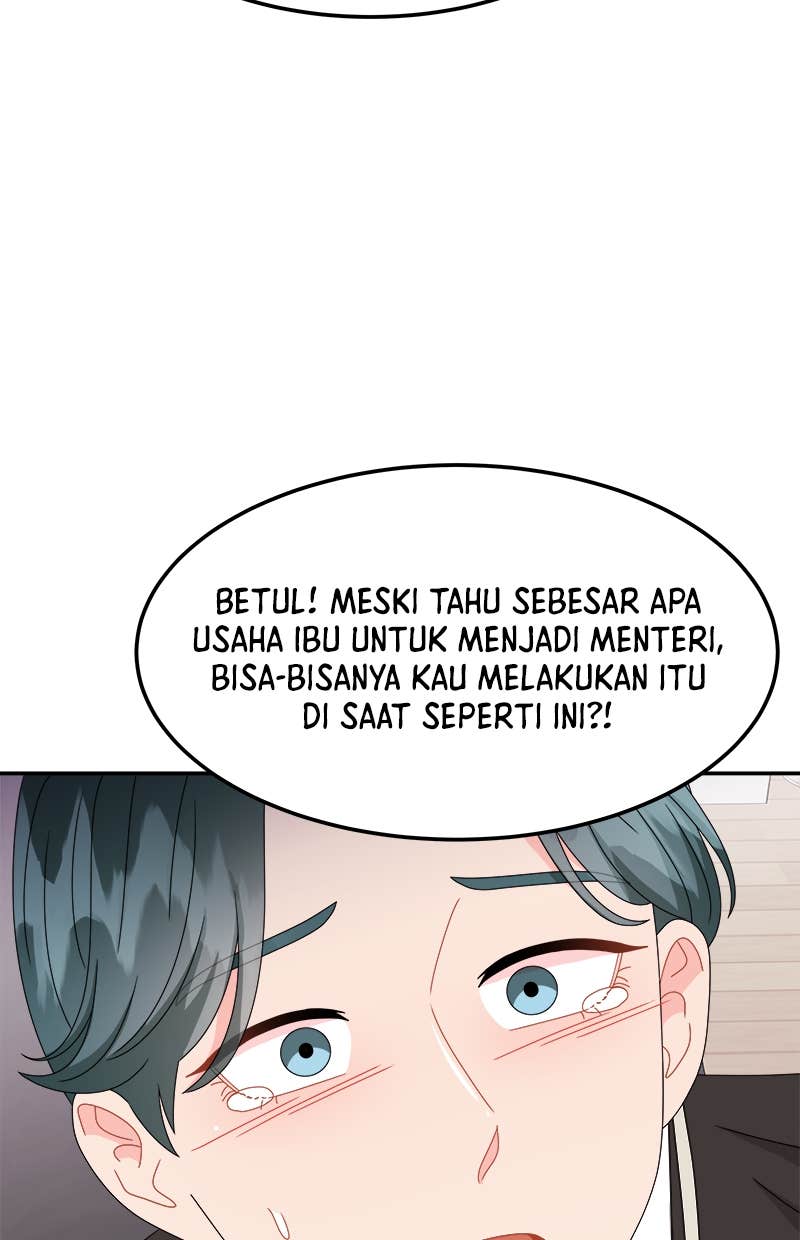 BETUL! MESKI TAHU SEBESAR APA
USAHA IBU UNTUK MENJADI MENTERI,
BISA-BISANYA KAU MELAKUKAN ITU
DI SAAT SEPERTI INI?!